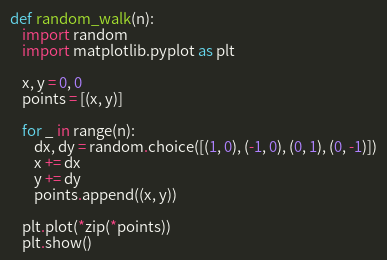 def random_walk(n):
    import random
    import matplotlib.pyplot as plt

    x, y = 0, 0
    points = [(x, y)]

    for _ in range(n):
        dx, dy = random.choice([(1, 0), (-1, 0), (0, 1), (0, -1)])
        x += dx
        y += dy
        points.append((x, y))

    plt.plot(*zip(*points))
    plt.show()